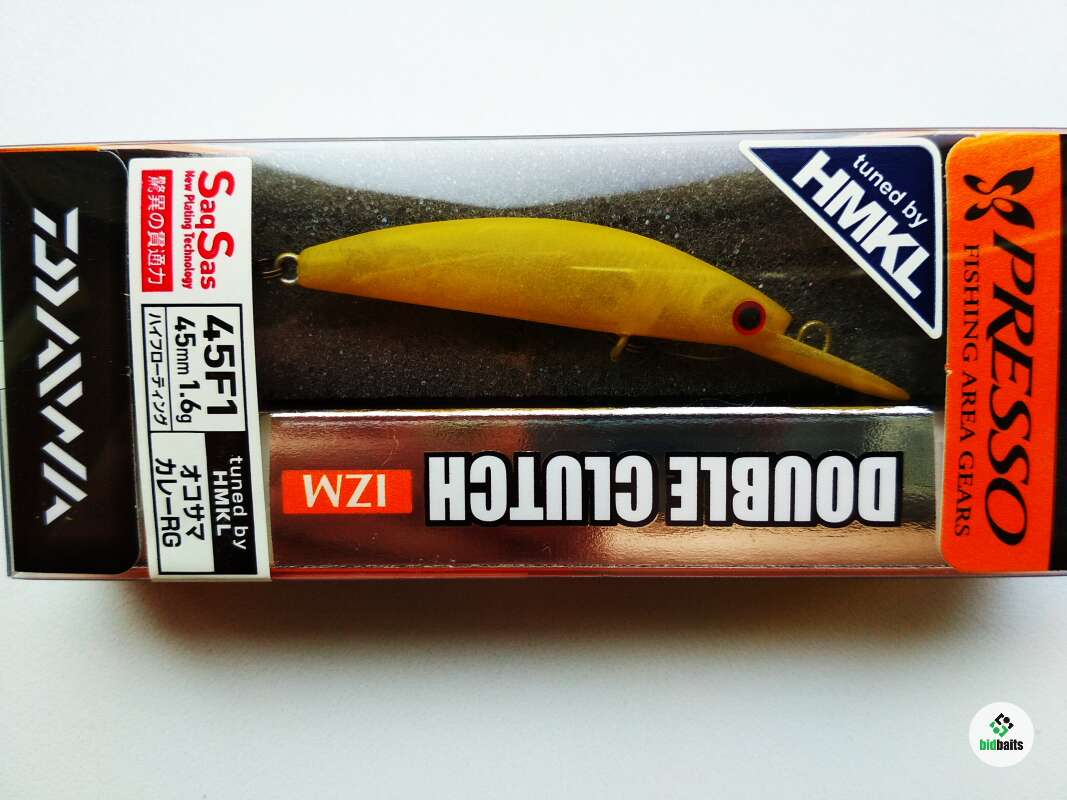 DAIWA
SaqSas
New Plating Technology
驚異の貫通力
45F1
45mm 1.6g
ハイフローティング
tuned by
HMKL
オコサマ
カレーRG
tuned by
HMKL
PRESSO
FISHING AREA GEARS
DOUBLE CLUTCH
IZM
bidbaits